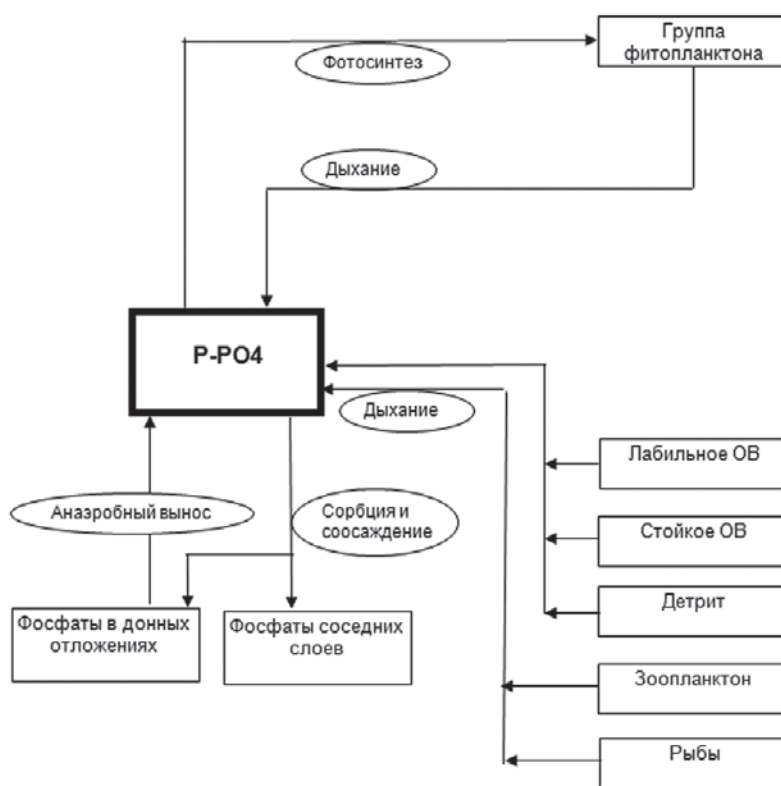 Группа
фитопланктона
Фотосинтез
Дыхание
P-PO4
Дыхание
Лабильное ОВ
Анаэробный вынос
Сорбция и
соосаждение
Стойкое ОВ
Детрит
Фосфаты в донных
отложениях
Фосфаты соседних
слоев
Зоопланктон
Рыбы